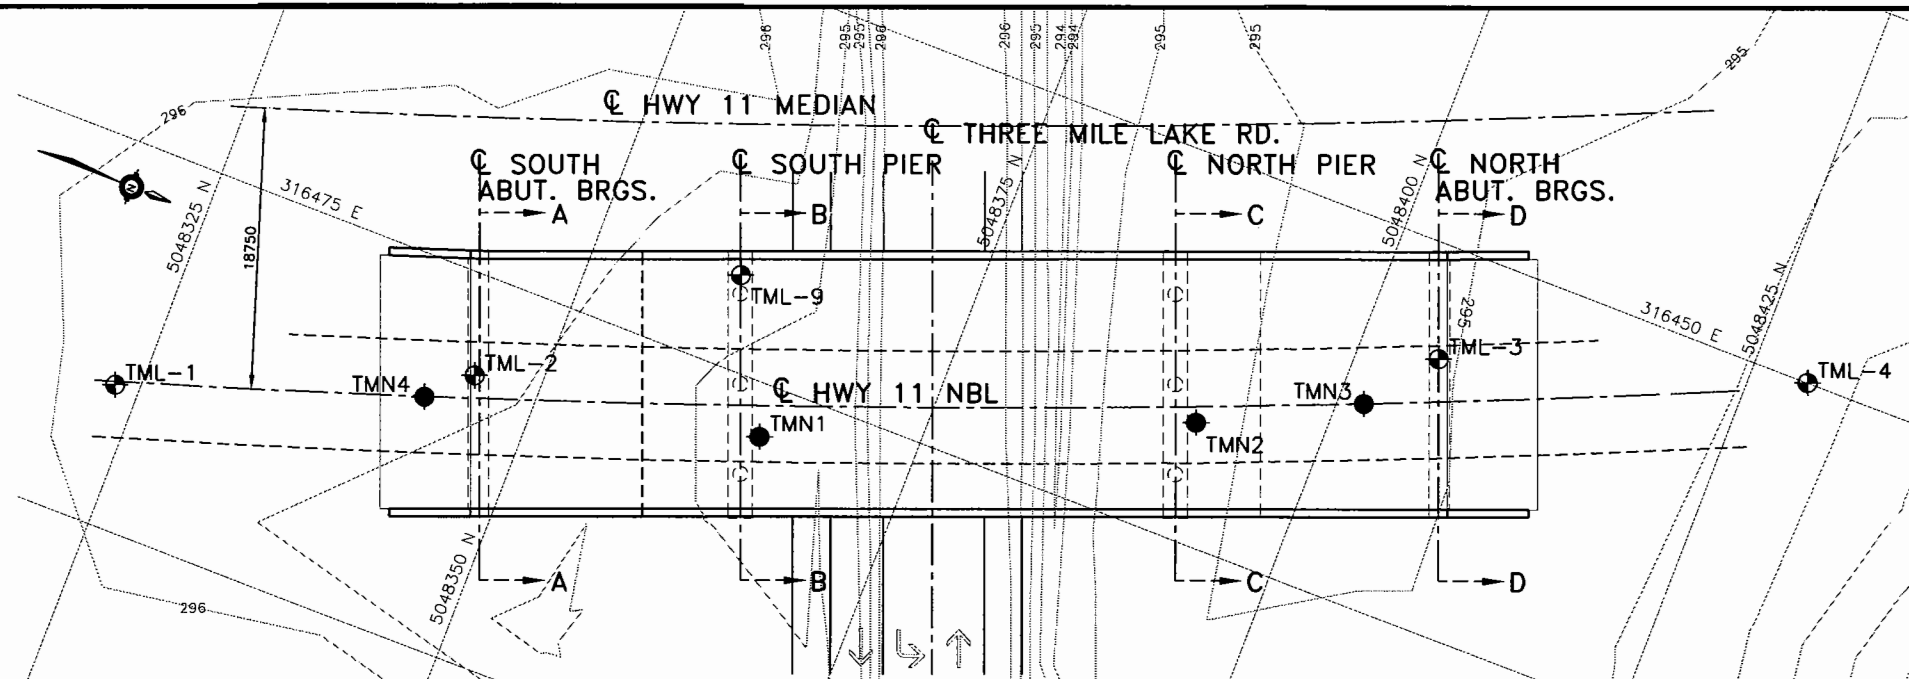 296
295
295
296
296
295
294
294
295
295
295
296
℄ HWY 11 MEDIAN
℄ THREE MILE LAKE RD.
℄ SOUTH
ABUT. BRGS.
℄ SOUTH PIER
℄ NORTH PIER
℄ NORTH
ABUT. BRGS.
N
316475 E
5048325 N
5048375 N
5048400 N
5048425 N
18750
A
B
C
D
TML-9
295
316450 E
TML-1
TML-2
TML-3
TML-4
TMN4
℄ HWY 11 NBL
TMN3
TMN1
TMN2
5048350 N
A
B
C
D
296